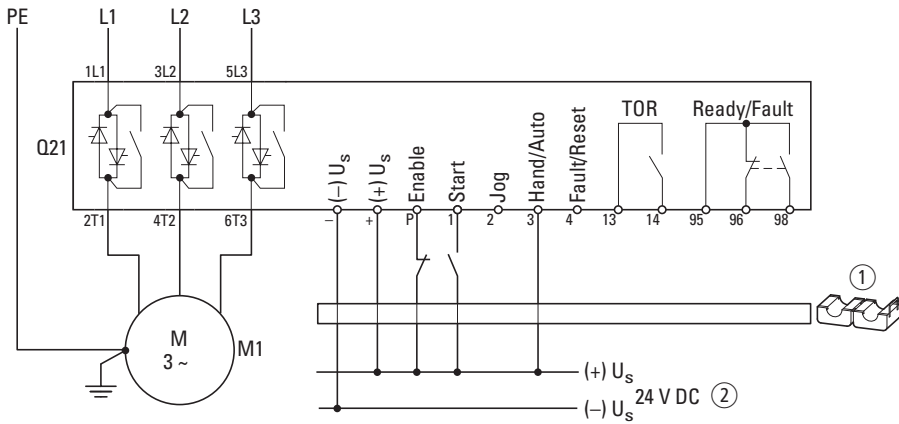 PE L1 L2 L3
1L1 3L2 5L3
TOR Ready/Fault
Q21
(–) Us
(+) Us
Enable
Start
Jog
Hand/Auto
Fault/Reset
2T1 4T2 6T3 – + P 1 2 3 4 13 14 95 96 98
1
M
3 ~
M1
(+) Us
24 V DC 2
(–) Us